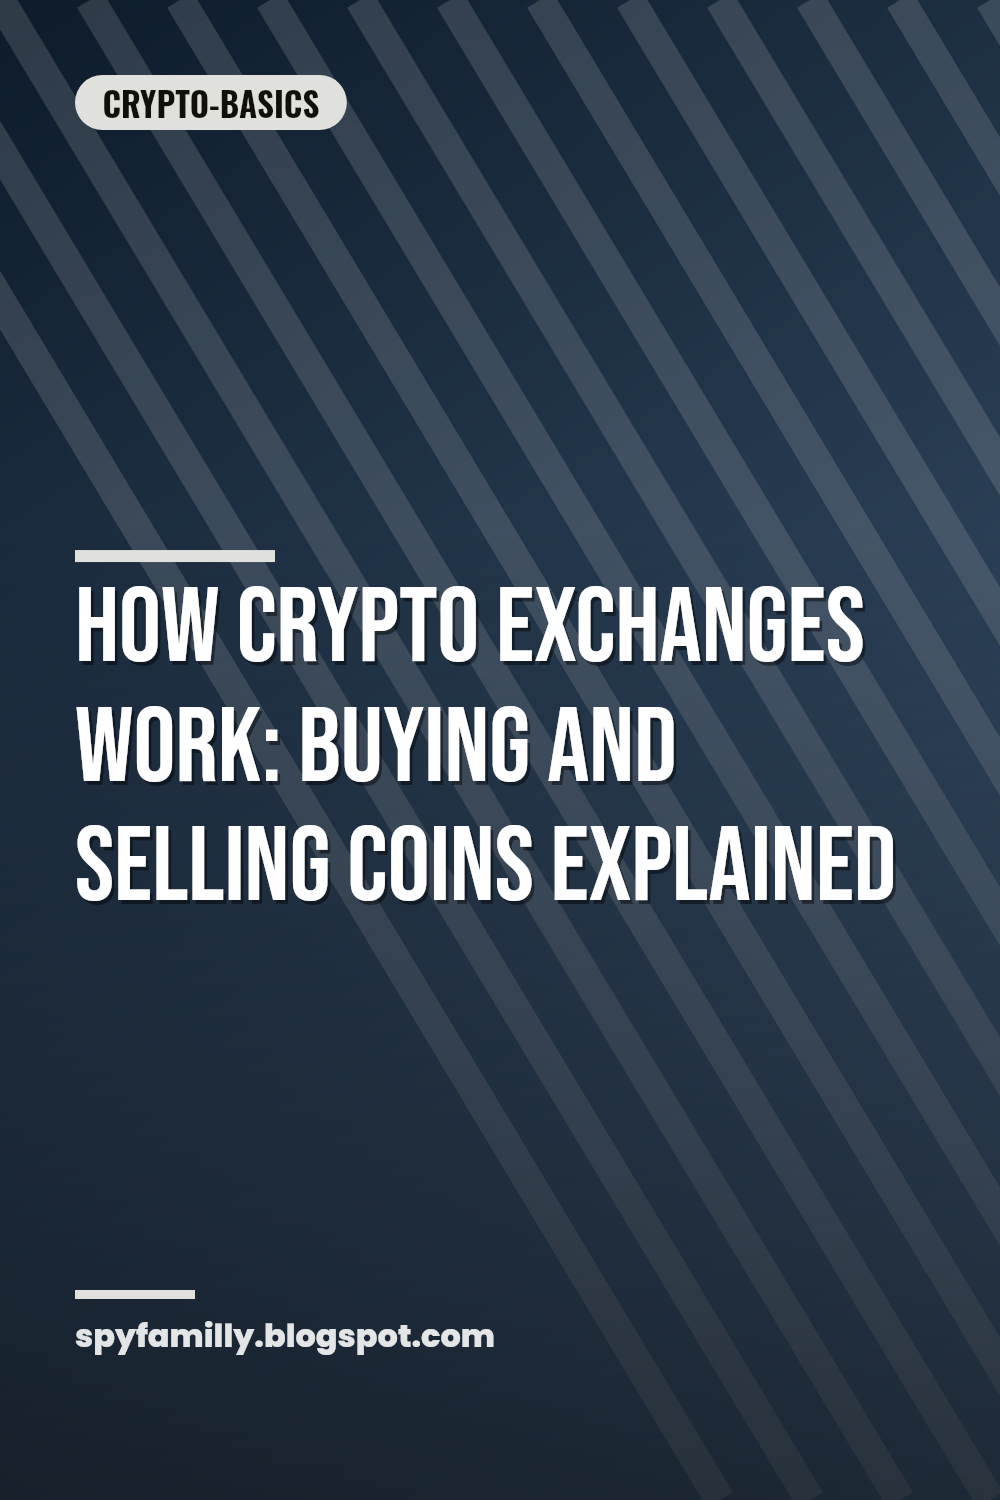 CRYPTO-BASICS
HOW CRYPTO EXCHANGES
WORK: BUYING AND
SELLING COINS EXPLAINED
spyfamilly.blogspot.com